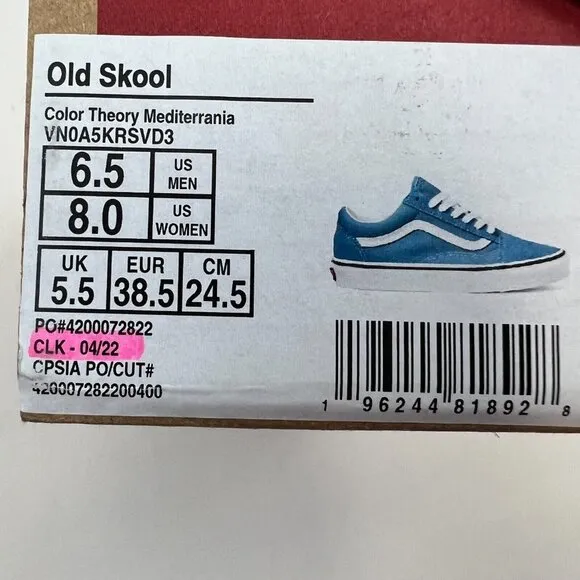 Old Skool
Color Theory Mediterrania
VN0A5KRSVD3
6.5 US MEN
8.0 US WOMEN
UK EUR CM
5.5 38.5 24.5
PO#4200072822
CLK - 04/22
CPSIA PO/CUT#
420007282200400
1 96244 81892 8